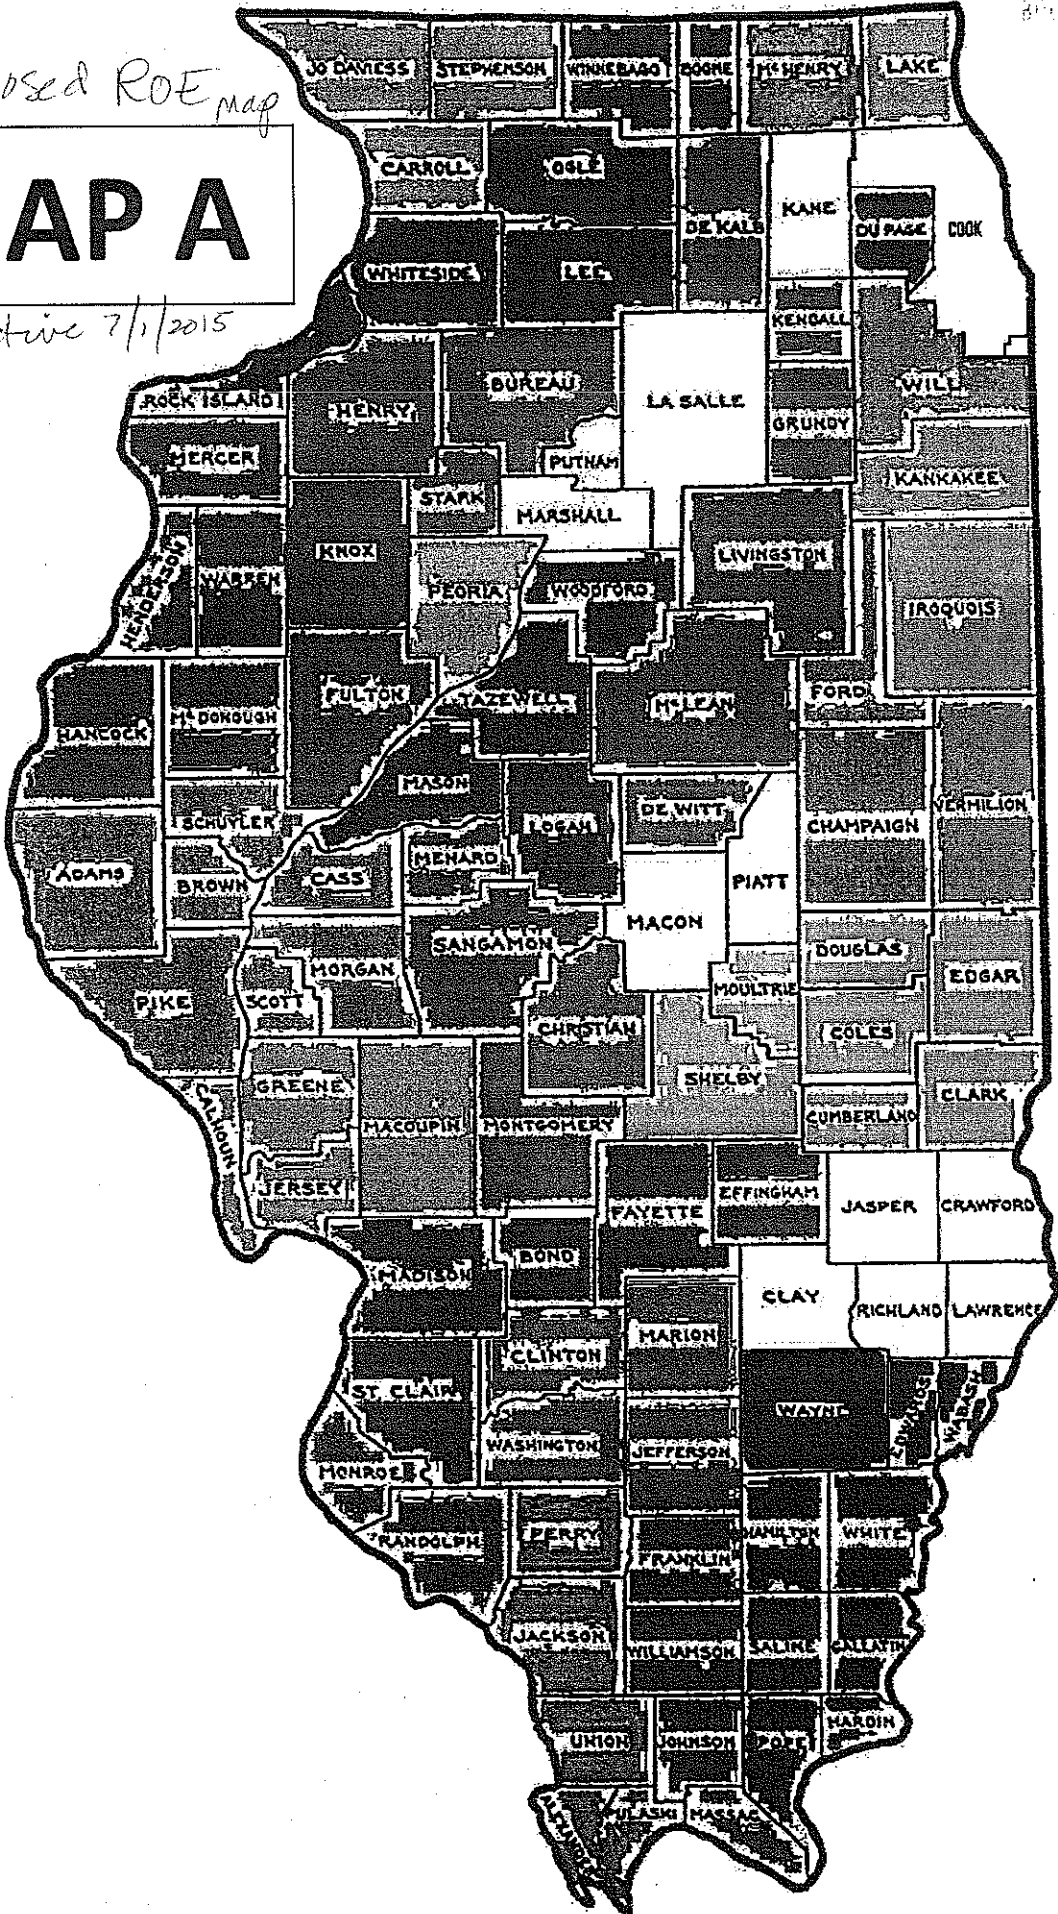 osed ROE map
AP A
ctive 7/1/2015
JO DAVIESS STEPHENSON WINNEBAGO BOONE McHENRY LAKE
CARROLL OGLE
DE KALB KANE DU PAGE COOK
WHITESIDE LEE
KENDALL
ROCK ISLAND HENRY BUREAU LA SALLE WILL
GRUNDY
MERCER PUTNAM KANKAKEE
STARK MARSHALL
HENDERSON WARREN KNOX PEORIA WOODFORD LIVINGSTON IROQUOIS
HANCOCK McDONOUGH FULTON TAZEWELL McLEAN FORD
MASON
SCHUYLER LOGAN DE WITT CHAMPAIGN VERMILION
ADAMS BROWN CASS MENARD PIATT
MACON
SANGAMON DOUGLAS
PIKE SCOTT MORGAN MOULTRIE EDGAR
CHRISTIAN COLES
CALHOUN GREENE SHELBY CLARK
MACOUPIN MONTGOMERY CUMBERLAND
JERSEY FAYETTE EFFINGHAM JASPER CRAWFORD
MADISON BOND
CLAY RICHLAND LAWRENCE
CLINTON MARION
ST. CLAIR WAYNE EDWARDS WABASH
WASHINGTON JEFFERSON
MONROE
RANDOLPH PERRY FRANKLIN HAMILTON WHITE
JACKSON WILLIAMSON SALINE GALLATIN
UNION JOHNSON POPE HARDIN
ALEXANDER PULASKI MASSAC